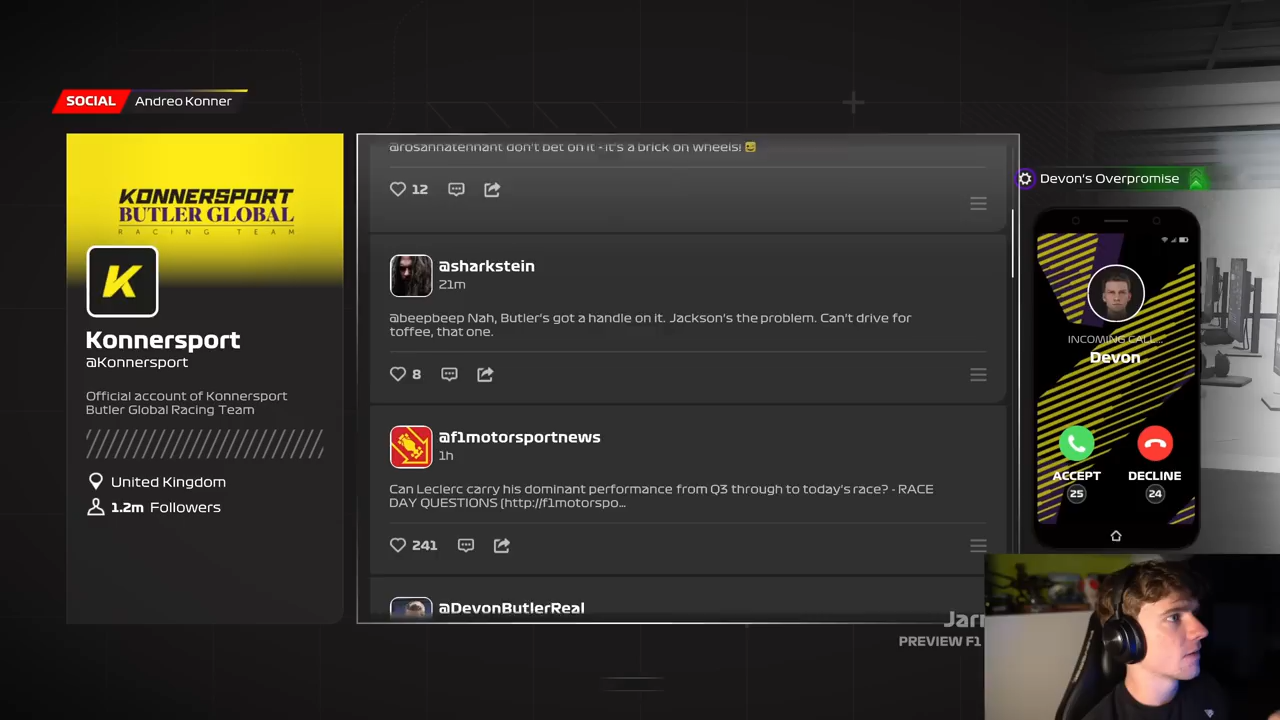 SOCIAL Andreo Konner
KONNERSPORT
BUTLER GLOBAL
RACING TEAM
K
Konnersport
@Konnersport
Official account of Konnersport
Butler Global Racing Team
United Kingdom
1.2m Followers
@rosannatennant don't bet on it - it's a brick on wheels!
12
@sharkstein
21m
@beepbeep Nah, Butler's got a handle on it. Jackson's the problem. Can't drive for
toffee, that one.
8
@f1motorsportnews
1h
Can Leclerc carry his dominant performance from Q3 through to today's race? - RACE
DAY QUESTIONS [http://f1motorspo...
241
@DevonButlerReal
Devon's Overpromise
INCOMING CALL...
Devon
ACCEPT DECLINE
25 24
PREVIEW F1